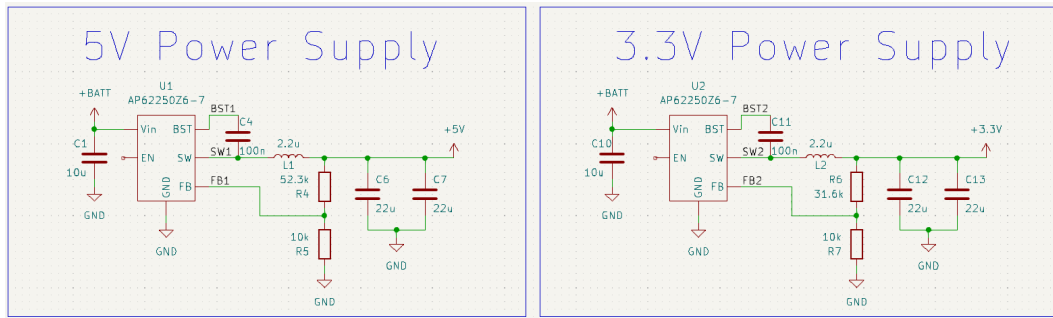 5V Power Supply
U1
AP62250Z6-7
+BATT
Vin
BST
BST1
C4
100n
EN
SW
SW1
2.2u
L1
+5V
C1
10u
GND
FB
FB1
GND
GND
52.3k
R4
C6
22u
C7
22u
10k
R5
GND
GND
3.3V Power Supply
U2
AP62250Z6-7
+BATT
Vin
BST
BST2
C11
100n
EN
SW
SW2
2.2u
L2
+3.3V
C10
10u
GND
FB
FB2
GND
GND
R6
31.6k
C12
22u
C13
22u
10k
R7
GND
GND